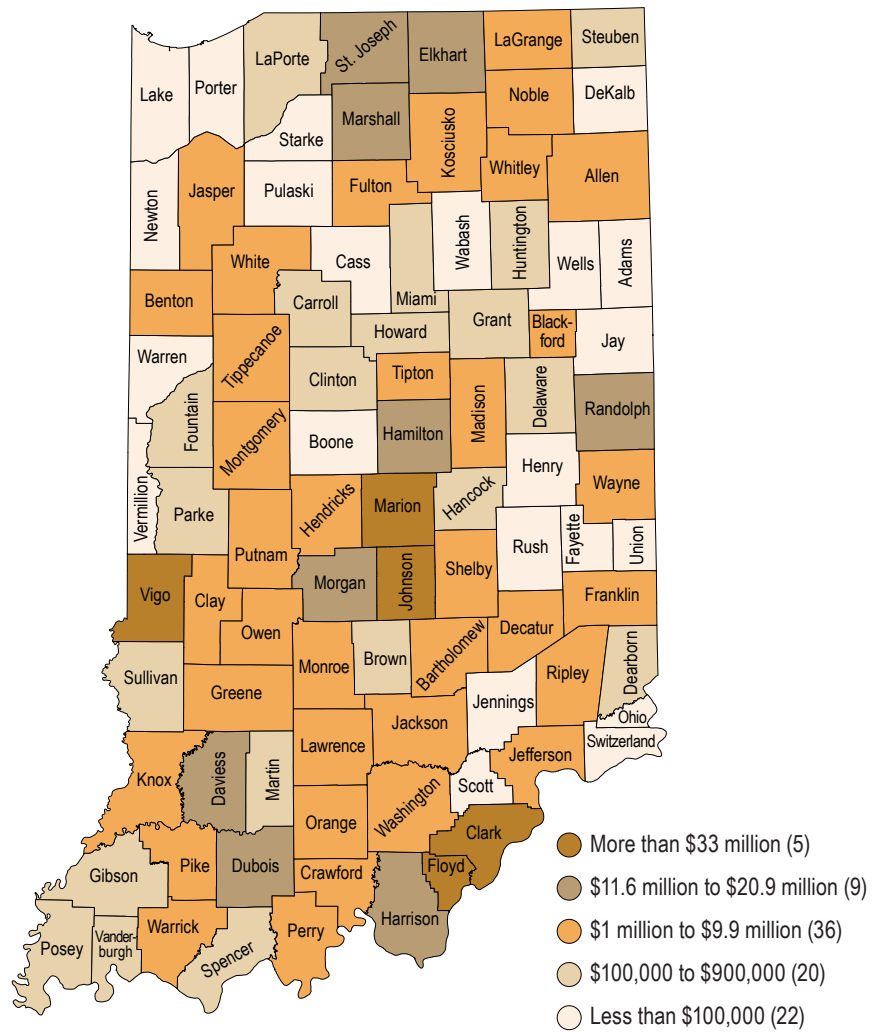 LaPorte
St. Joseph
Elkhart
LaGrange
Steuben
Lake
Porter
Noble
DeKalb
Marshall
Starke
Kosciusko
Whitley
Allen
Newton
Jasper
Pulaski
Fulton
Wabash
Huntington
White
Cass
Miami
Wells
Adams
Benton
Carroll
Howard
Grant
Black-
ford
Jay
Warren
Tippecanoe
Clinton
Tipton
Madison
Delaware
Randolph
Fountain
Montgomery
Boone
Hamilton
Henry
Wayne
Vermillion
Parke
Putnam
Hendricks
Marion
Hancock
Rush
Fayette
Union
Vigo
Clay
Owen
Morgan
Johnson
Shelby
Franklin
Decatur
Sullivan
Greene
Monroe
Brown
Bartholomew
Jennings
Ripley
Dearborn
Ohio
Switzerland
Knox
Daviess
Martin
Lawrence
Jackson
Scott
Jefferson
Orange
Washington
Clark
Gibson
Pike
Dubois
Crawford
Floyd
Harrison
Posey
Vander-
burgh
Warrick
Spencer
Perry
More than $33 million (5)
$11.6 million to $20.9 million (9)
$1 million to $9.9 million (36)
$100,000 to $900,000 (20)
Less than $100,000 (22)